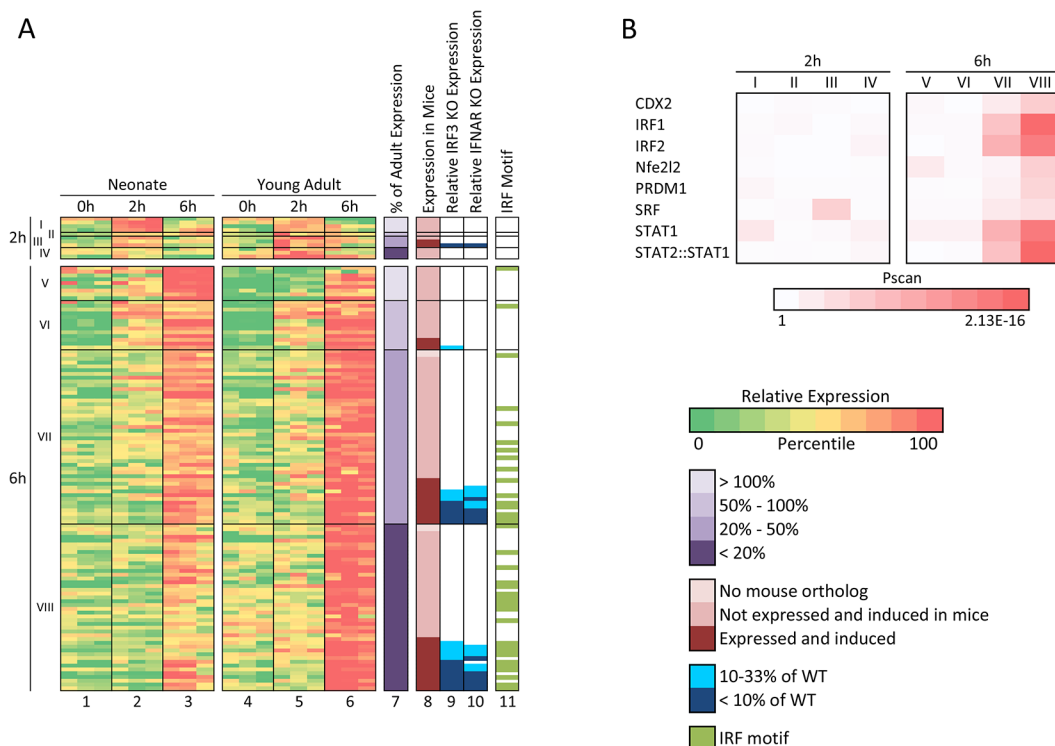 A
% of Adult Expression
Expression in Mice
Relative IRF3 KO Expression
Relative IFNAR KO Expression
IRF Motif
Neonate
Young Adult
0h 2h 6h 0h 2h 6h
2h
I
II
III
IV
6h
V
VI
VII
VIII
1 2 3 4 5 6 7 8 9 10 11
B
2h 6h
I II III IV V VI VII VIII
CDX2
IRF1
IRF2
Nfe2l2
PRDM1
SRF
STAT1
STAT2::STAT1
Pscan
1 2.13E-16
Relative Expression
0 Percentile 100
> 100%
50% - 100%
20% - 50%
< 20%
No mouse ortholog
Not expressed and induced in mice
Expressed and induced
10-33% of WT
< 10% of WT
IRF motif